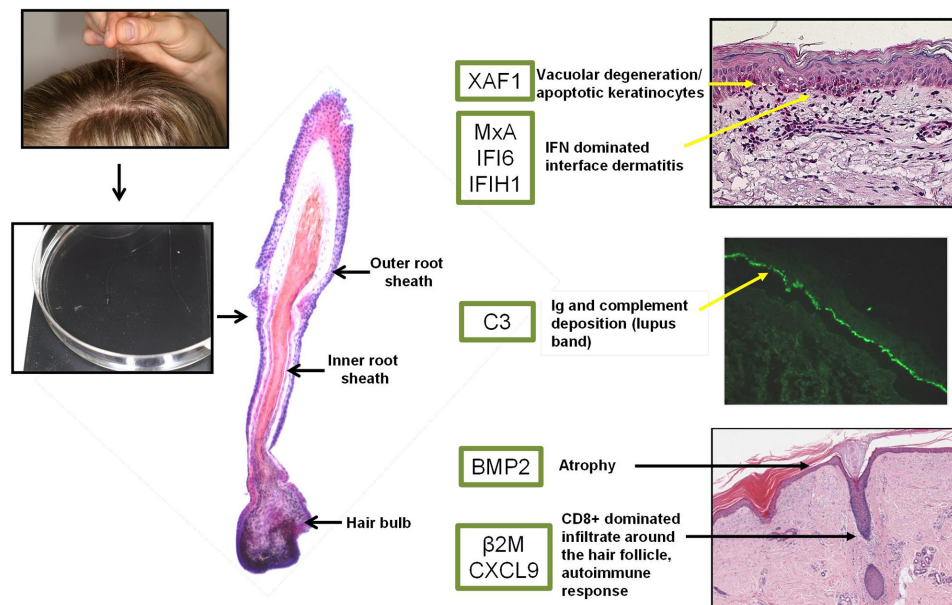 Outer root
sheath
Inner root
sheath
Hair bulb
XAF1
Vacuolar degeneration/
apoptotic keratinocytes
MxA
IFI6
IFIH1
IFN dominated
interface dermatitis
C3
Ig and complement
deposition (lupus
band)
BMP2
Atrophy
β2M
CXCL9
CD8+ dominated
infiltrate around
the hair follicle,
autoimmune
response